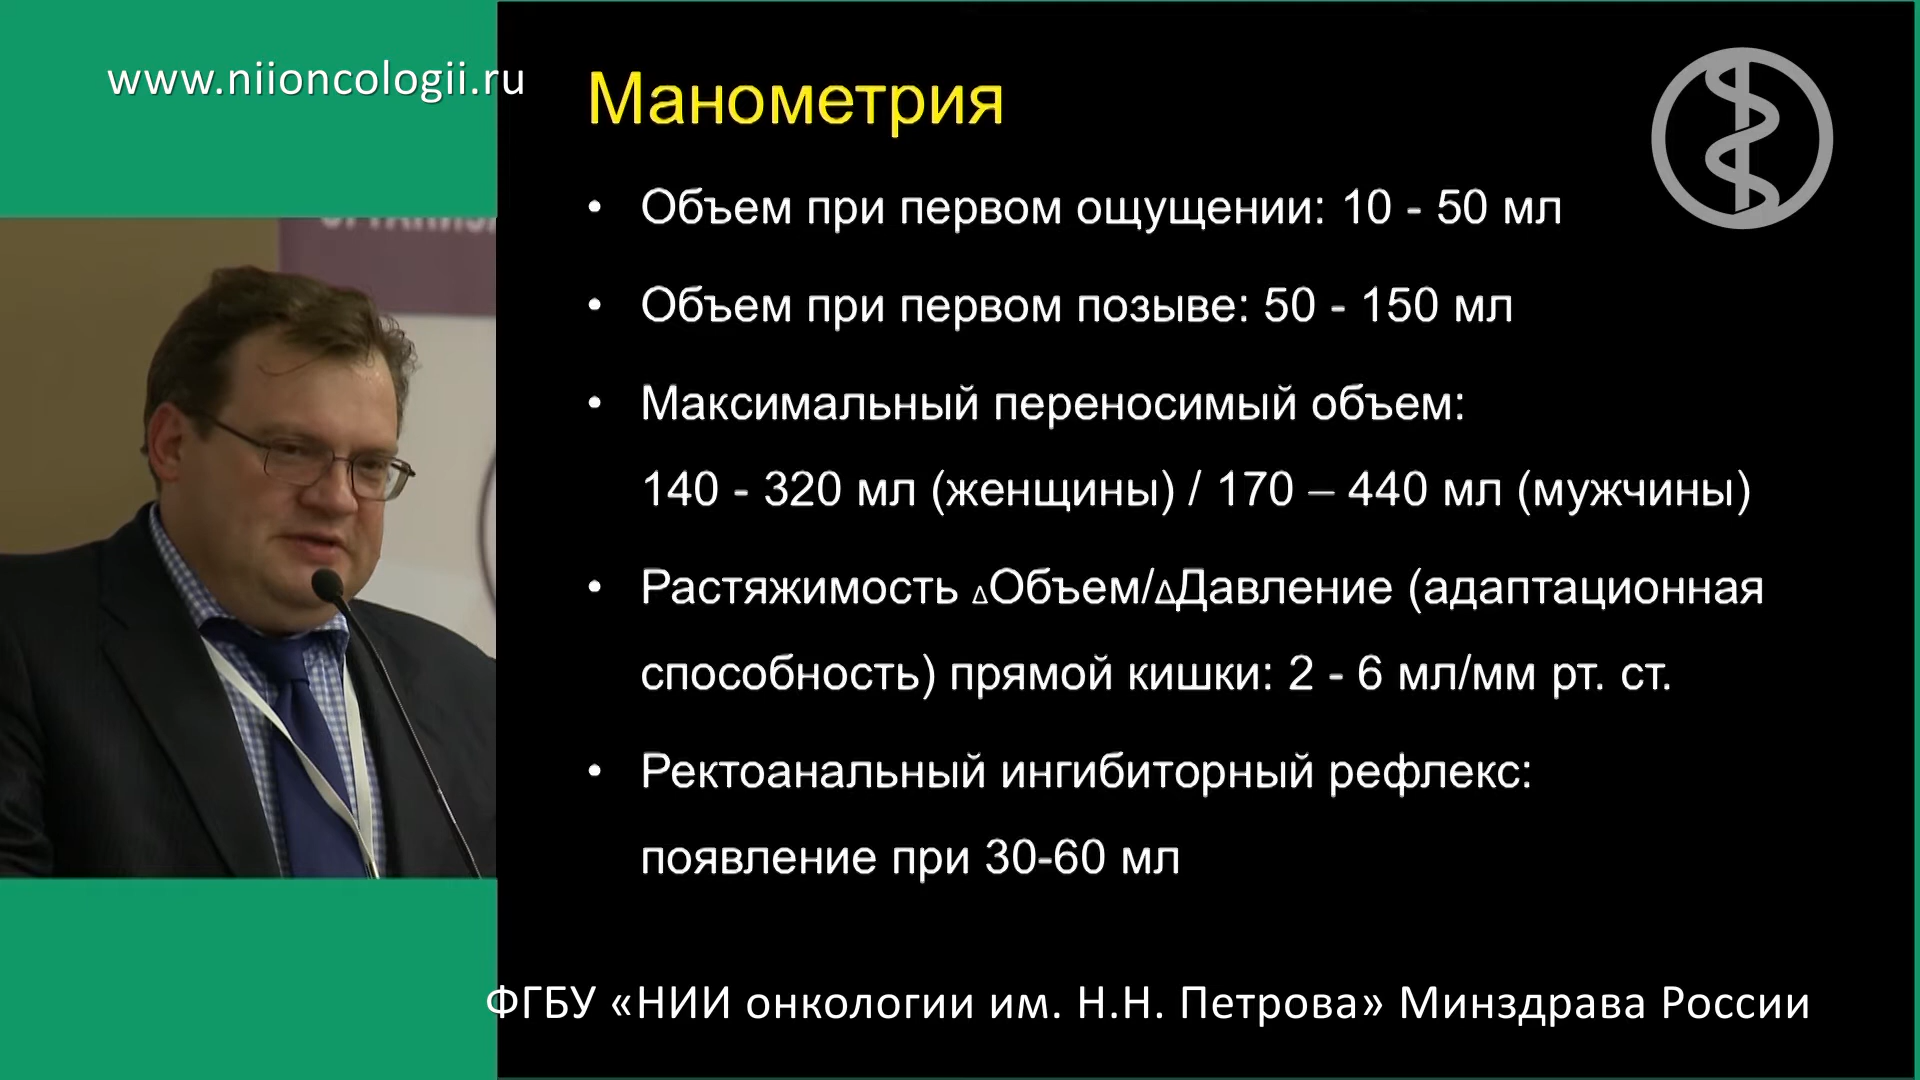 www.niioncologii.ru
Манометрия
• Объем при первом ощущении: 10 - 50 мл
• Объем при первом позыве: 50 - 150 мл
• Максимальный переносимый объем:
140 - 320 мл (женщины) / 170 – 440 мл (мужчины)
• Растяжимость ΔОбъем/ΔДавление (адаптационная
способность) прямой кишки: 2 - 6 мл/мм рт. ст.
• Ректоанальный ингибиторный рефлекс:
появление при 30-60 мл
ФГБУ «НИИ онкологии им. Н.Н. Петрова» Минздрава России